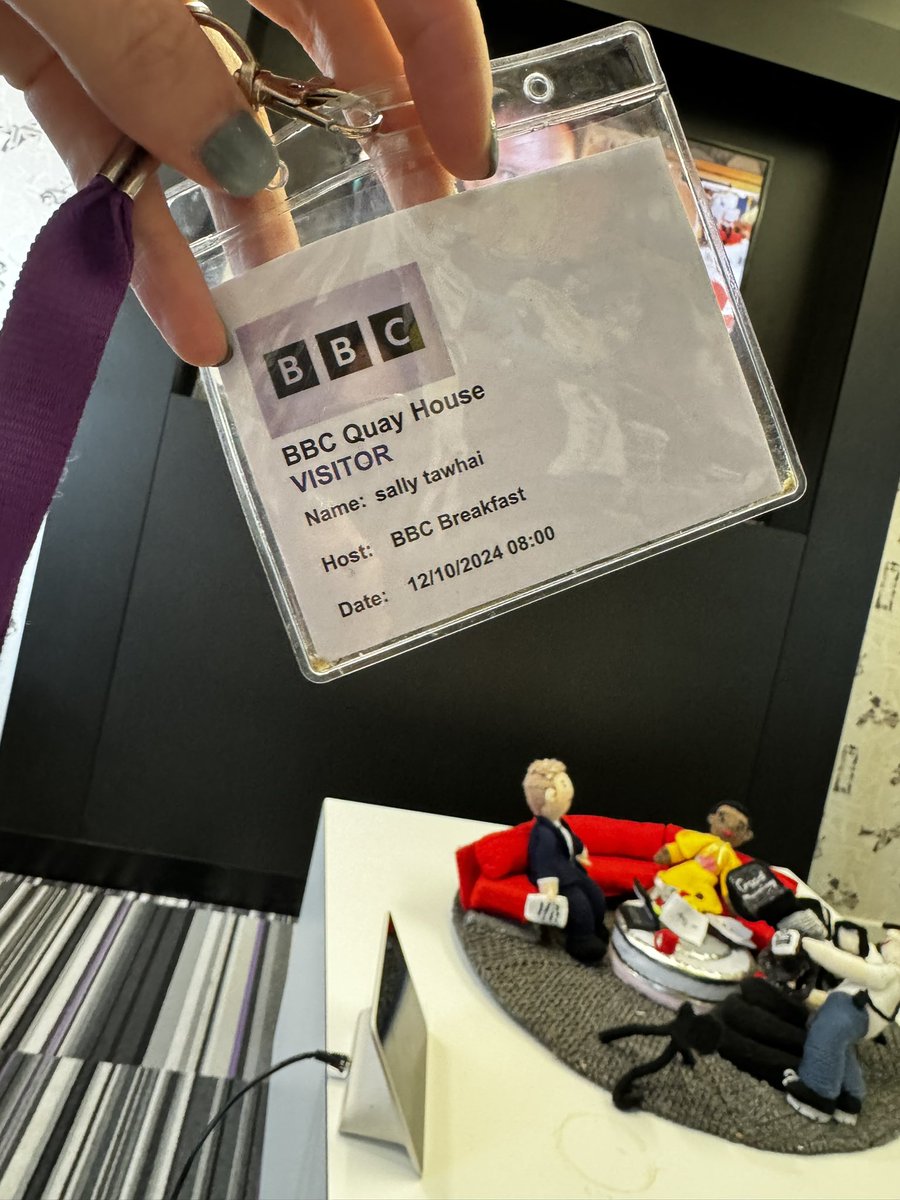 BBC
BBC Quay House
VISITOR
Name: sally tawhai
Host: BBC Breakfast
Date: 12/10/2024 08:00